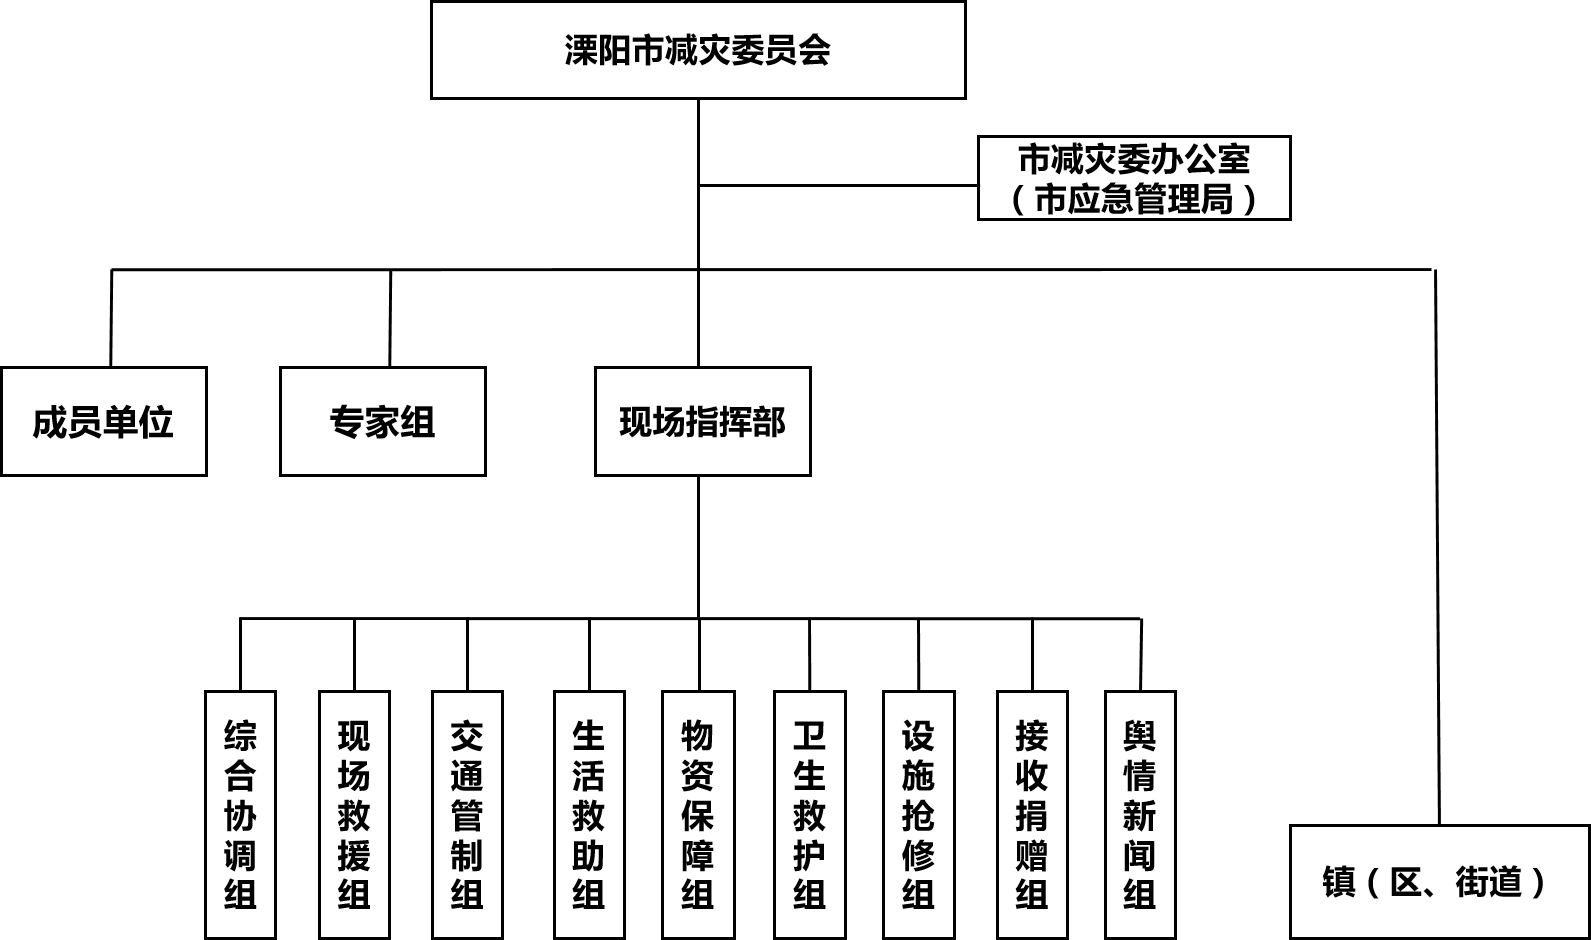 溧阳市减灾委员会
市减灾委办公室
（市应急管理局）
成员单位
专家组
现场指挥部
综合协调组
现场救援组
交通管制组
生活救助组
物资保障组
卫生救护组
设施抢修组
接收捐赠组
舆情新闻组
镇（区、街道）